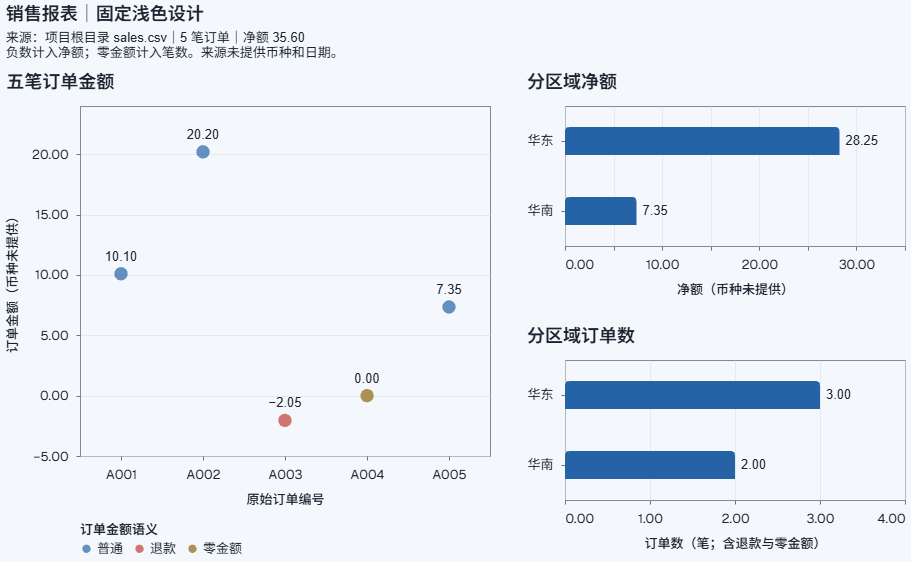 销售报表｜固定浅色设计
来源：项目根目录 sales.csv｜5 笔订单｜净额 35.60
负数计入净额；零金额计入笔数。来源未提供币种和日期。
五笔订单金额
订单金额（币种未提供）
20.00
15.00
10.00
5.00
0.00
−5.00
10.10
20.20
−2.05
0.00
7.35
A001 A002 A003 A004 A005
原始订单编号
订单金额语义
普通 退款 零金额
分区域净额
华东 28.25
华南 7.35
0.00 10.00 20.00 30.00
净额（币种未提供）
分区域订单数
华东 3.00
华南 2.00
0.00 1.00 2.00 3.00 4.00
订单数（笔；含退款与零金额）